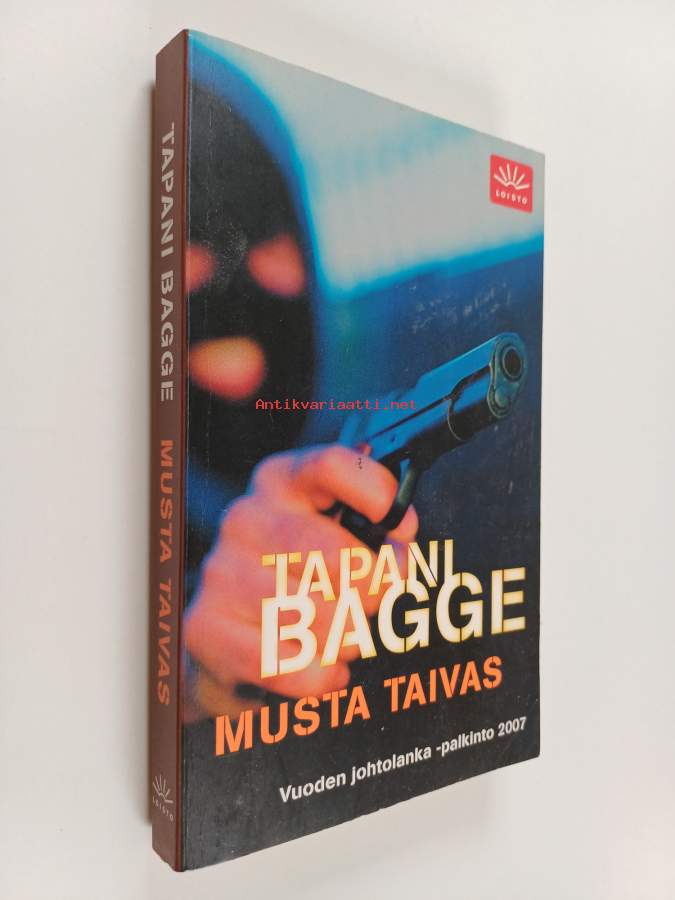 TAPANI BAGGE MUSTA TAIVAS
LOISTO
LOISTO
Antikvariaatti.net
TAPANI
BAGGE
MUSTA TAIVAS
Vuoden johtolanka -palkinto 2007